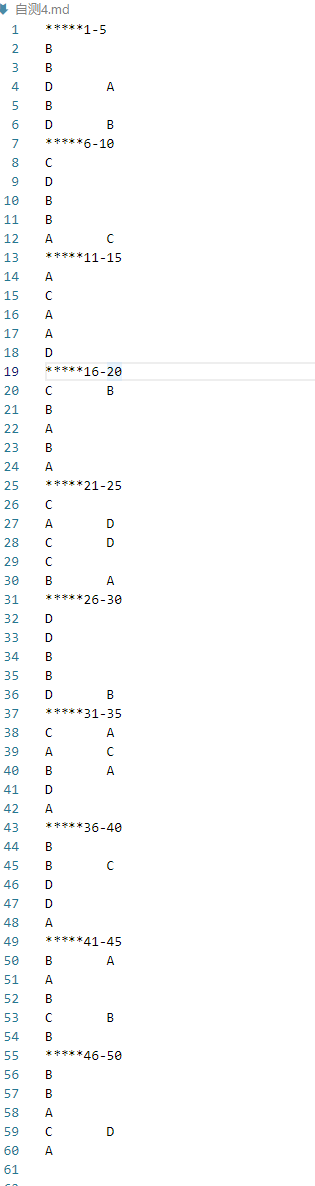 自测4.md
1 *****1-5
2 B
3 B
4 D A
5 B
6 D B
7 *****6-10
8 C
9 D
10 B
11 B
12 A C
13 *****11-15
14 A
15 C
16 A
17 A
18 D
19 *****16-20
20 C B
21 B
22 A
23 B
24 A
25 *****21-25
26 C
27 A D
28 C D
29 C
30 B A
31 *****26-30
32 D
33 D
34 B
35 B
36 D B
37 *****31-35
38 C A
39 A C
40 B A
41 D
42 A
43 *****36-40
44 B
45 B C
46 D
47 D
48 A
49 *****41-45
50 B A
51 A
52 B
53 C B
54 B
55 *****46-50
56 B
57 B
58 A
59 C D
60 A
61